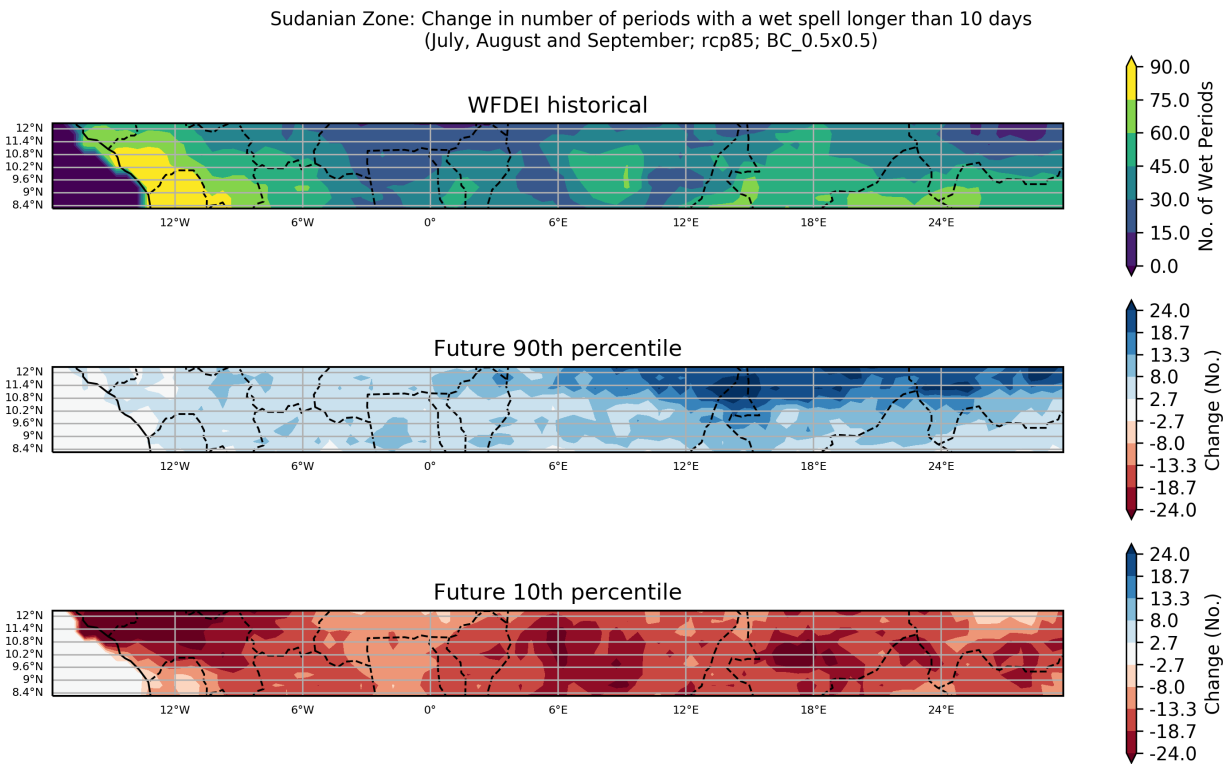 Sudanian Zone: Change in number of periods with a wet spell longer than 10 days
(July, August and September; rcp85; BC_0.5x0.5)
WFDEI historical
12°N
11.4°N
10.8°N
10.2°N
9.6°N
9°N
8.4°N
12°W 6°W 0° 6°E 12°E 18°E 24°E
90.0
75.0
60.0
45.0
30.0
15.0
0.0
No. of Wet Periods
Future 90th percentile
12°N
11.4°N
10.8°N
10.2°N
9.6°N
9°N
8.4°N
12°W 6°W 0° 6°E 12°E 18°E 24°E
24.0
18.7
13.3
8.0
2.7
-2.7
-8.0
-13.3
-18.7
-24.0
Change (No.)
Future 10th percentile
12°N
11.4°N
10.8°N
10.2°N
9.6°N
9°N
8.4°N
12°W 6°W 0° 6°E 12°E 18°E 24°E
24.0
18.7
13.3
8.0
2.7
-2.7
-8.0
-13.3
-18.7
-24.0
Change (No.)